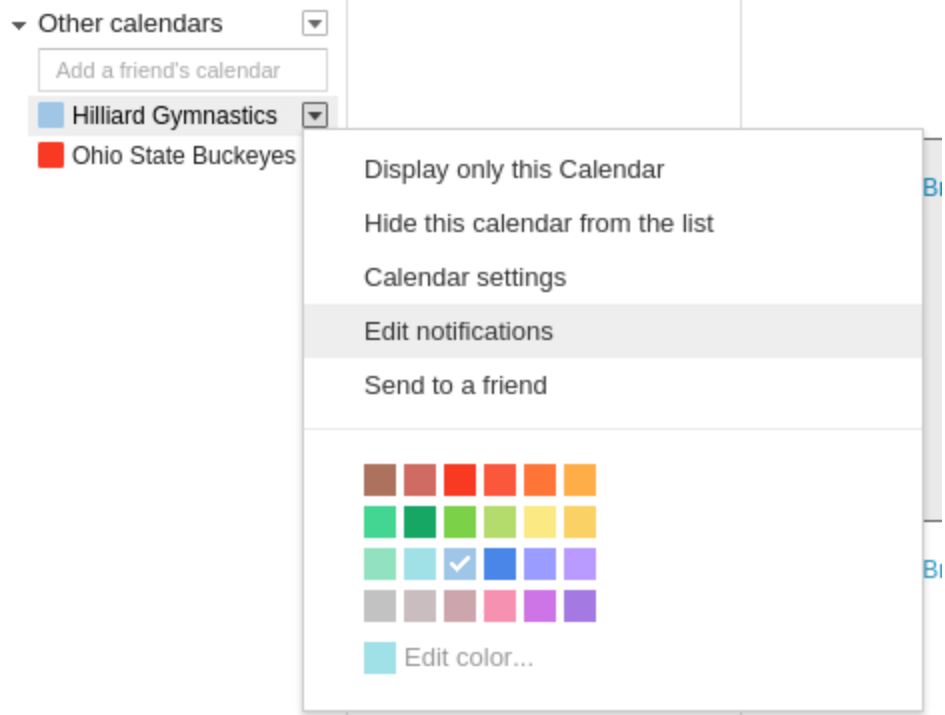 Other calendars
Add a friend's calendar
Hilliard Gymnastics
Ohio State Buckeyes
Display only this Calendar
Hide this calendar from the list
Calendar settings
Edit notifications
Send to a friend
Edit color...